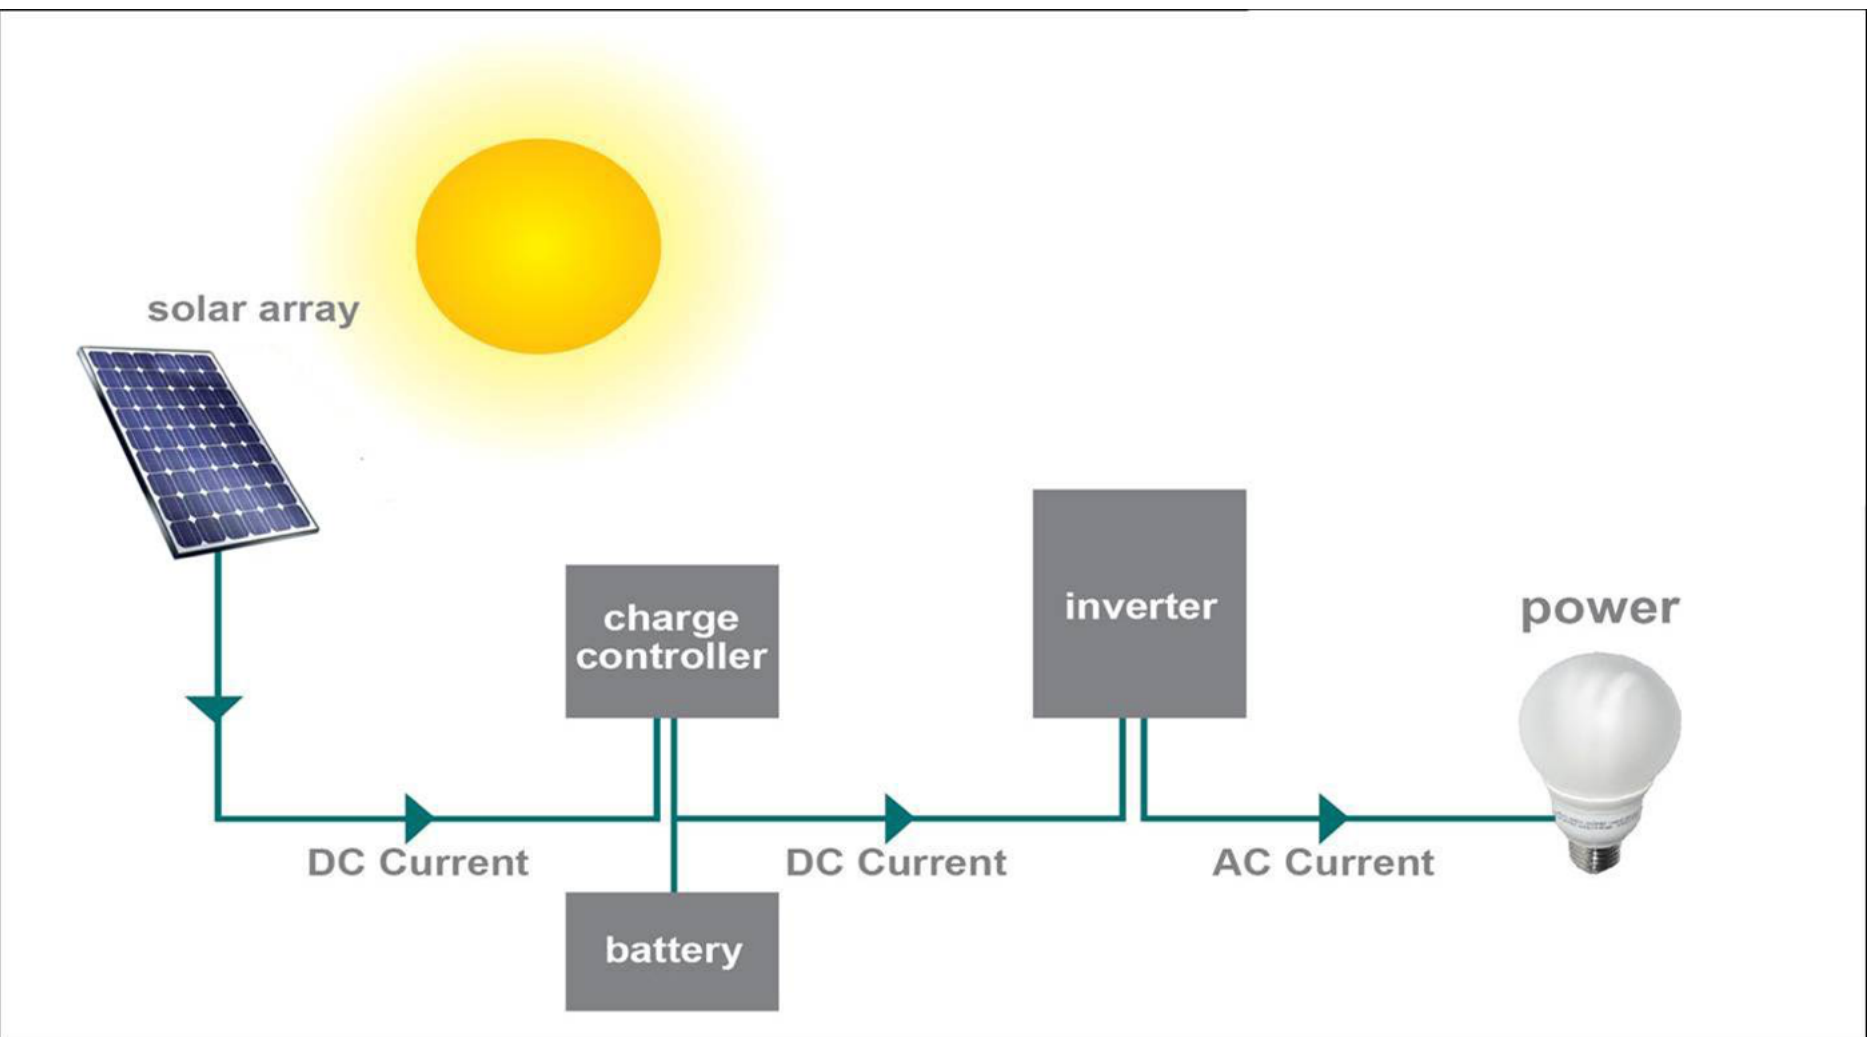 solar array
charge
controller
inverter
power
DC Current
DC Current
AC Current
battery